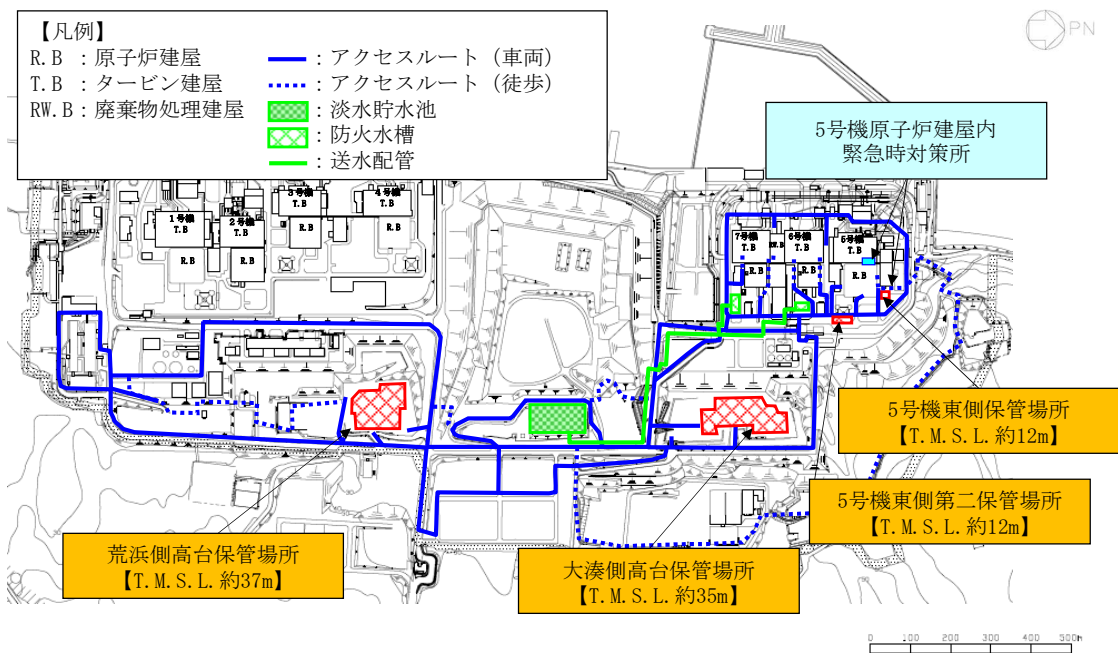 【凡例】
R.B ：原子炉建屋
T.B ：タービン建屋
RW.B：廃棄物処理建屋
：アクセスルート（車両）
：アクセスルート（徒歩）
：淡水貯水池
：防火水槽
：送水配管
PN
5号機原子炉建屋内
緊急時対策所
1号機
T.B
R.B
2号機
T.B
R.B
3号機
T.B
R.B
4号機
T.B
R.B
7号機
T.B
R.B
RW.B
6号機
T.B
R.B
5号機
T.B
R.B
5号機東側保管場所
【T.M.S.L.約12m】
5号機東側第二保管場所
【T.M.S.L.約12m】
荒浜側高台保管場所
【T.M.S.L.約37m】
大湊側高台保管場所
【T.M.S.L.約35m】
0 100 200 300 400 500m